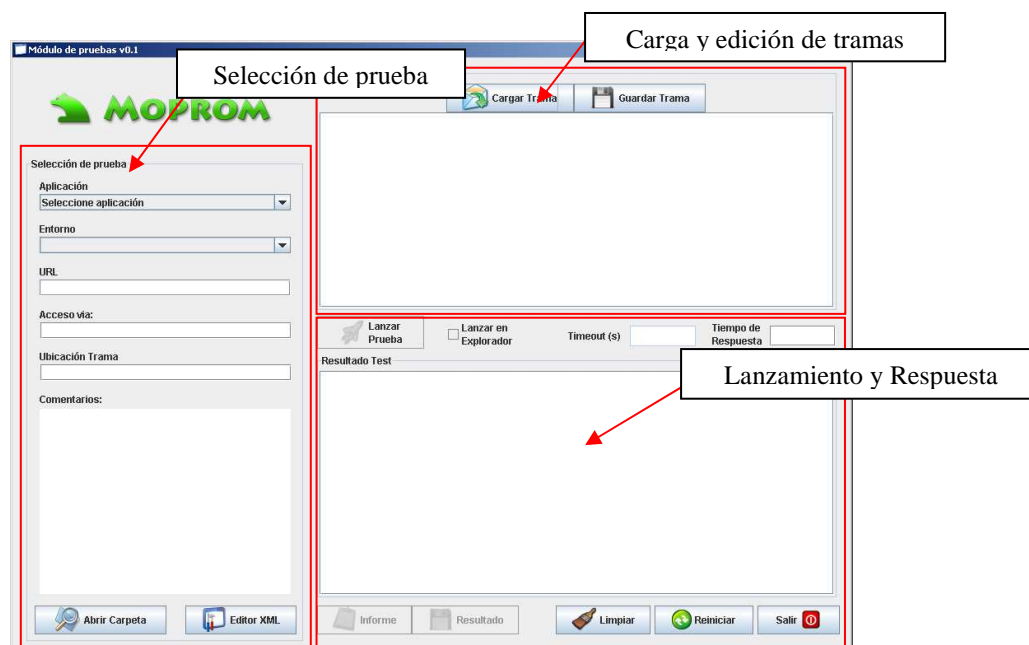 Carga y edición de tramas
Módulo de pruebas v0.1
Selección de prueba
MOPROM
Cargar Trama
Guardar Trama
Selección de prueba
Aplicación
Seleccione aplicación
Entorno
URL
Acceso via:
Ubicación Trama
Comentarios:
Abrir Carpeta
Editor XML
Lanzar
Prueba
Lanzar en
Explorador
Timeout (s)
Tiempo de
Respuesta
Resultado Test
Lanzamiento y Respuesta
Informe
Resultado
Limpiar
Reiniciar
Salir